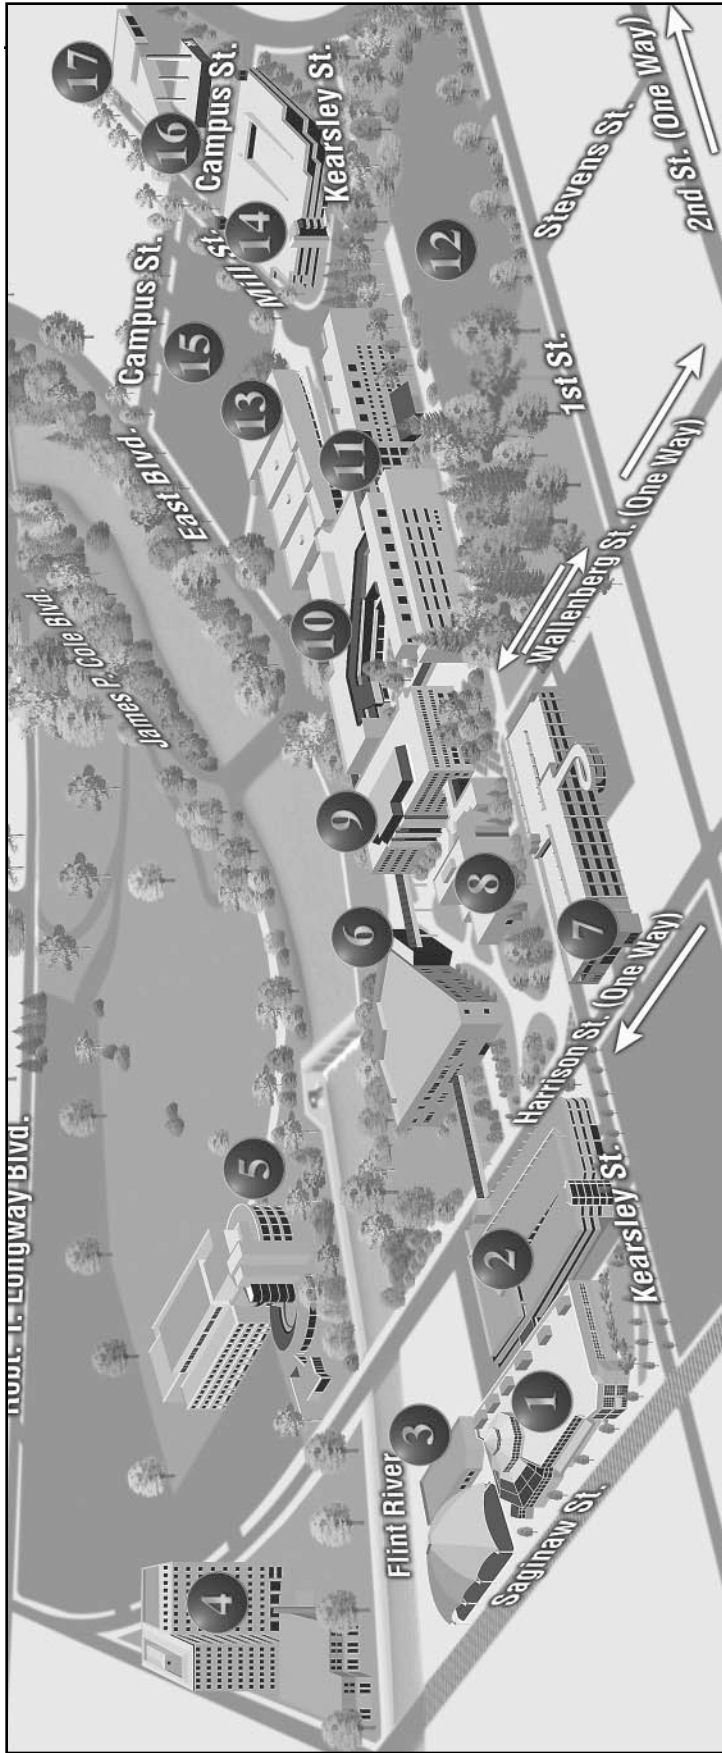 Robt. T. Longway Blvd.
James P. Cole Blvd.
East Blvd.
Campus St.
Mill St.
Campus St.
Kearsley St.
Flint River
Saginaw St.
Kearsley St.
Harrison St. (One Way)
Wallenberg St. (One Way)
1st St.
Stevens St.
2nd St. (One Way)
1
2
3
4
5
6
7
8
9
10
11
12
13
14
15
16
17